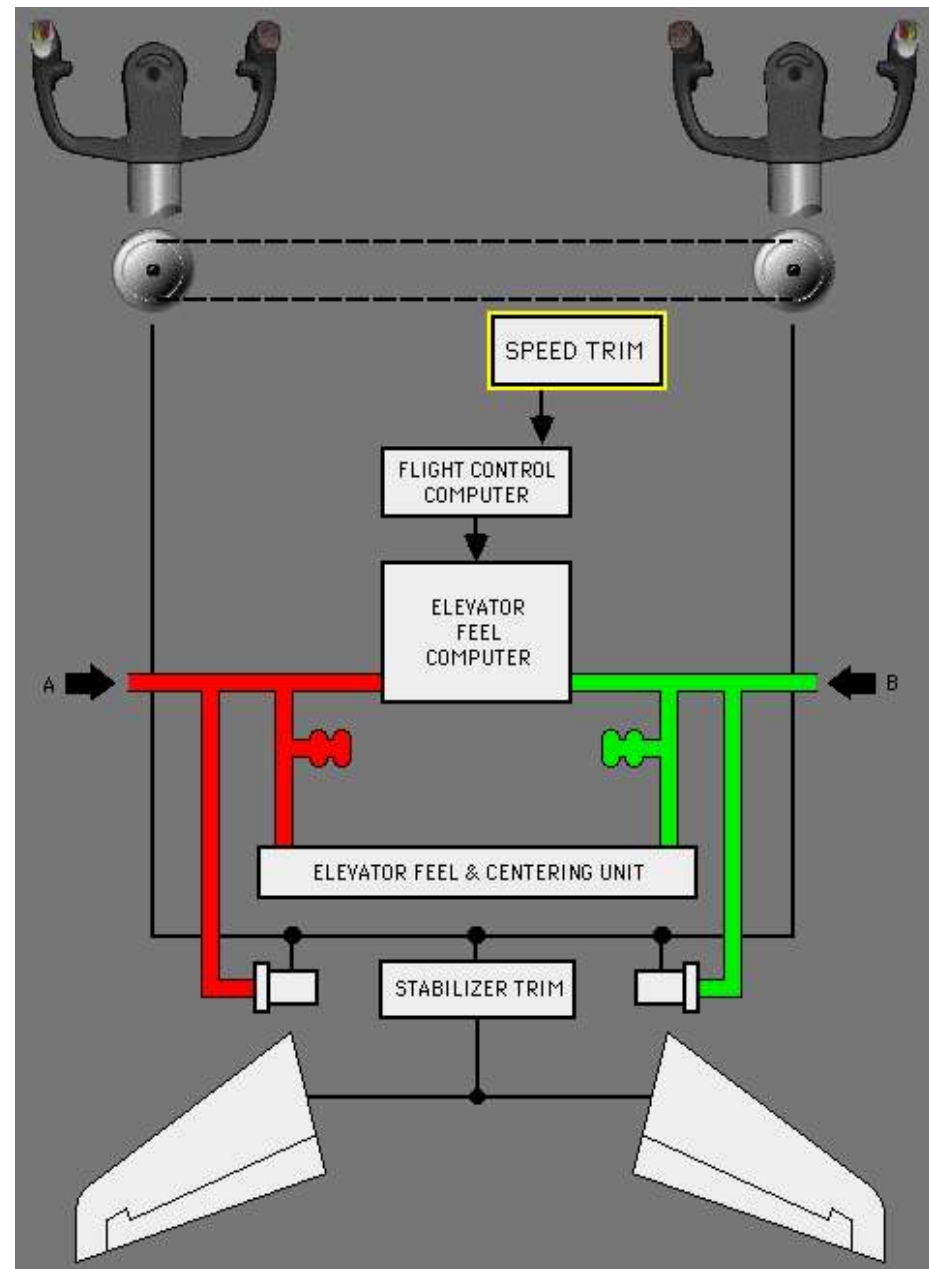 SPEED TRIM
FLIGHT CONTROL
COMPUTER
ELEVATOR
FEEL
COMPUTER
A
B
ELEVATOR FEEL & CENTERING UNIT
STABILIZER TRIM